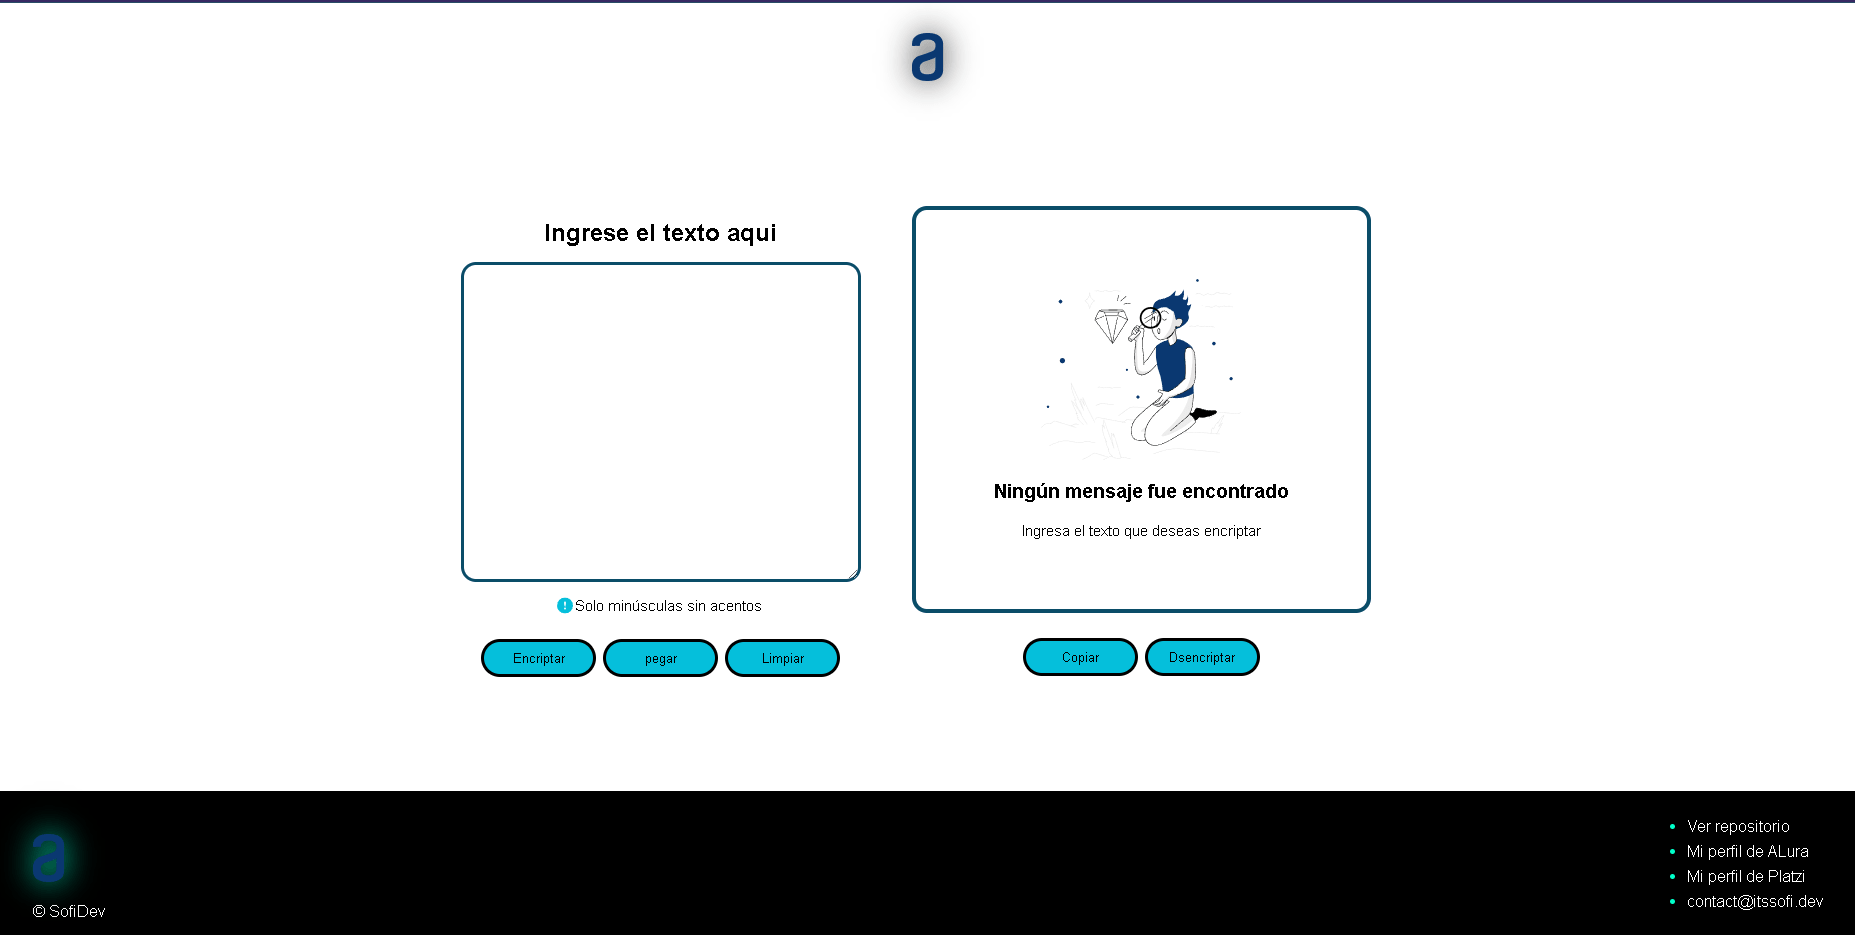 a
Ingrese el texto aqui
Solo minúsculas sin acentos
Encriptar
pegar
Limpiar
Ningún mensaje fue encontrado
Ingresa el texto que deseas encriptar
Copiar
Dsencriptar
a
© SofiDev
Ver repositorio
Mi perfil de ALura
Mi perfil de Platzi
contact@itssofi.dev